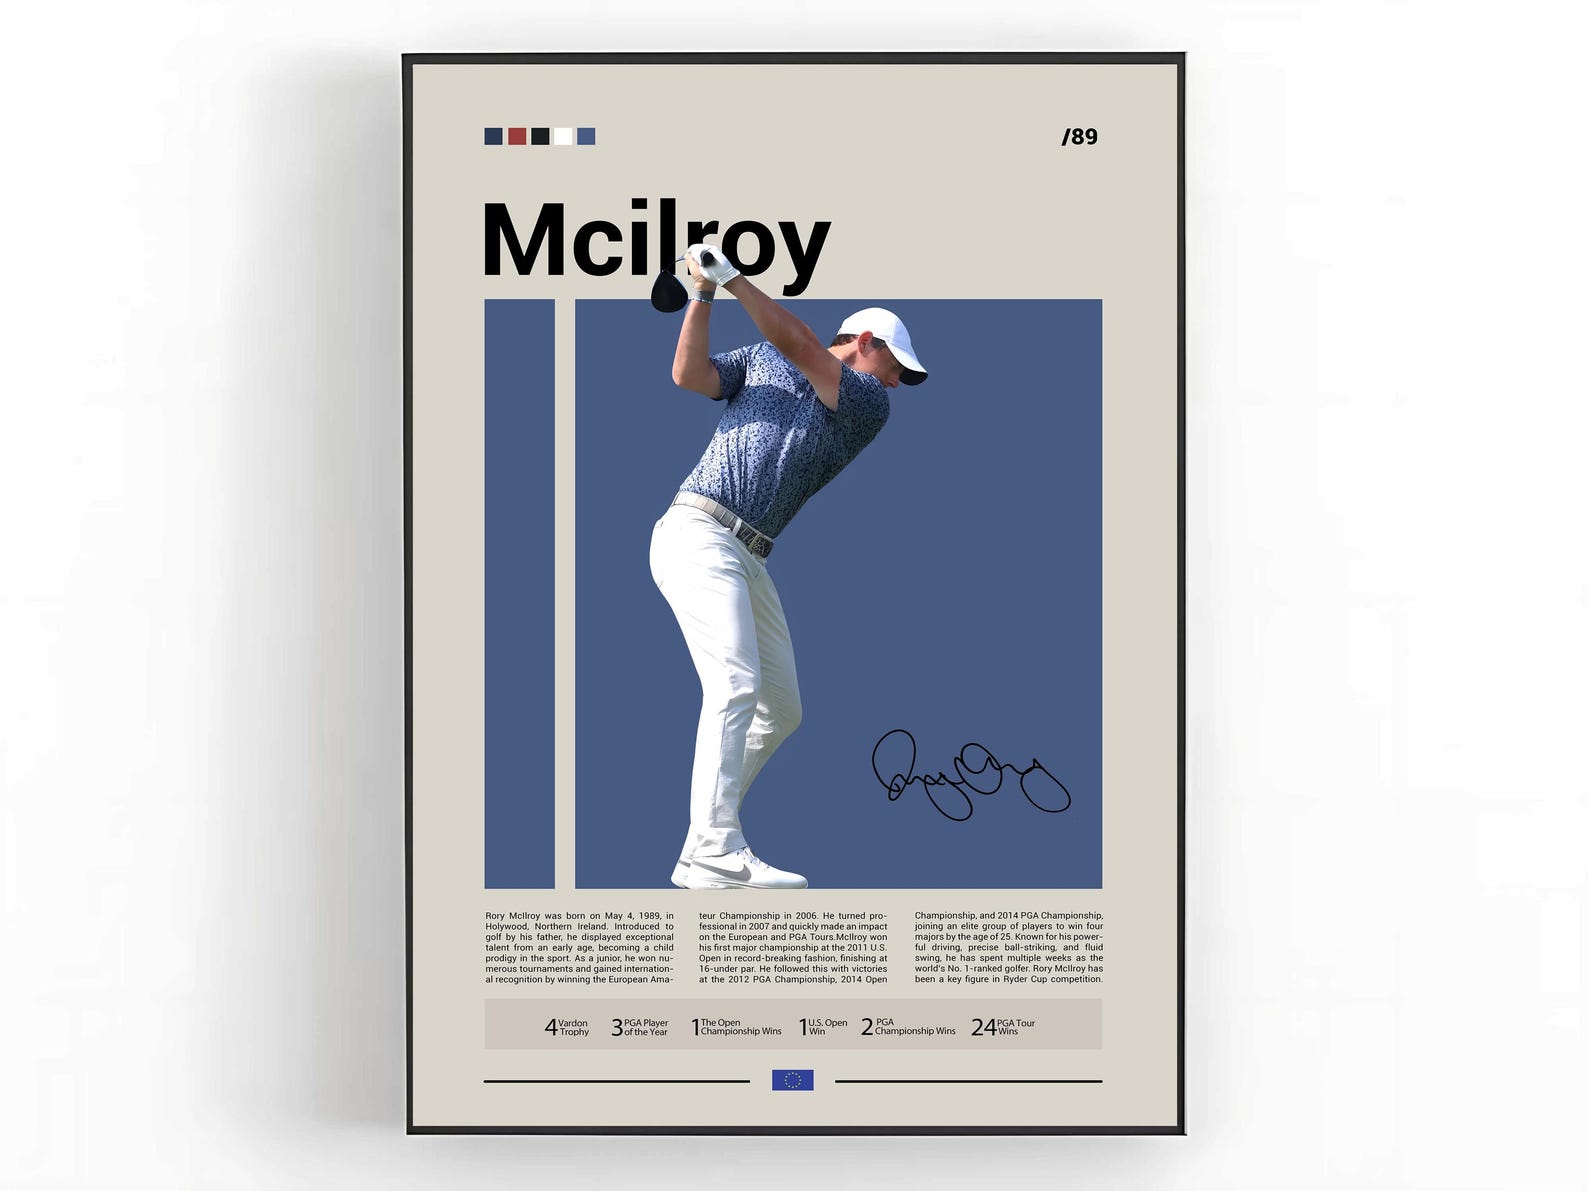 /89
Mcilroy
Rory McIlroy was born on May 4, 1989, in
Holywood, Northern Ireland. Introduced to
golf by his father, he displayed exceptional
talent from an early age, becoming a child
prodigy in the sport. As a junior, he won nu-
merous tournaments and gained internation-
al recognition by winning the European Ama-
teur Championship in 2006. He turned pro-
fessional in 2007 and quickly made an impact
on the European and PGA Tours.McIlroy won
his first major championship at the 2011 U.S.
Open in record-breaking fashion, finishing at
16-under par. He followed this with victories
at the 2012 PGA Championship, 2014 Open
Championship, and 2014 PGA Championship,
joining an elite group of players to win four
majors by the age of 25. Known for his power-
ful driving, precise ball-striking, and fluid
swing, he has spent multiple weeks as the
world's No. 1-ranked golfer. Rory McIlroy has
been a key figure in Ryder Cup competition.
4 Vardon
Trophy
3 PGA Player
of the Year
1 The Open
Championship Wins
1 U.S. Open
Win
2 PGA
Championship Wins
24 PGA Tour
Wins